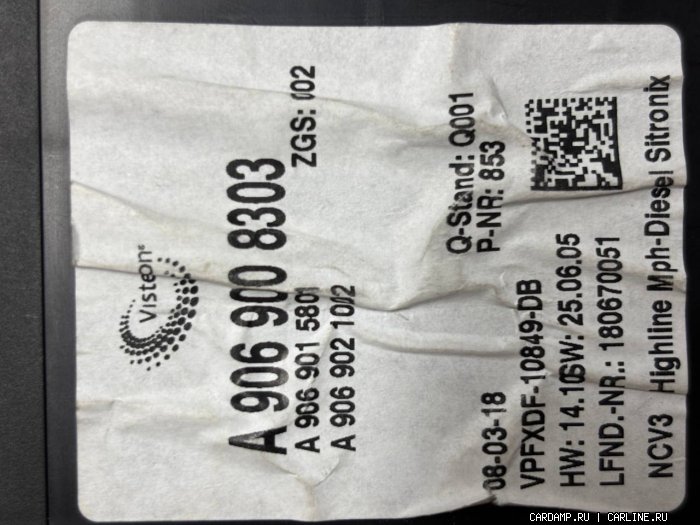 Visteon®
A 906 900 8303
A 906 901 5801 ZGS: 002
A 906 902 1002
Q-Stand: Q001
08-03-18 P-NR: 853
VPFXDF-10849-DB
HW: 14.10 SW: 25.06.05
LFND.-NR.: 180670051
NCV3 Highline Mph-Diesel Sitronix
CARDAMP.RU | CARLINE.RU